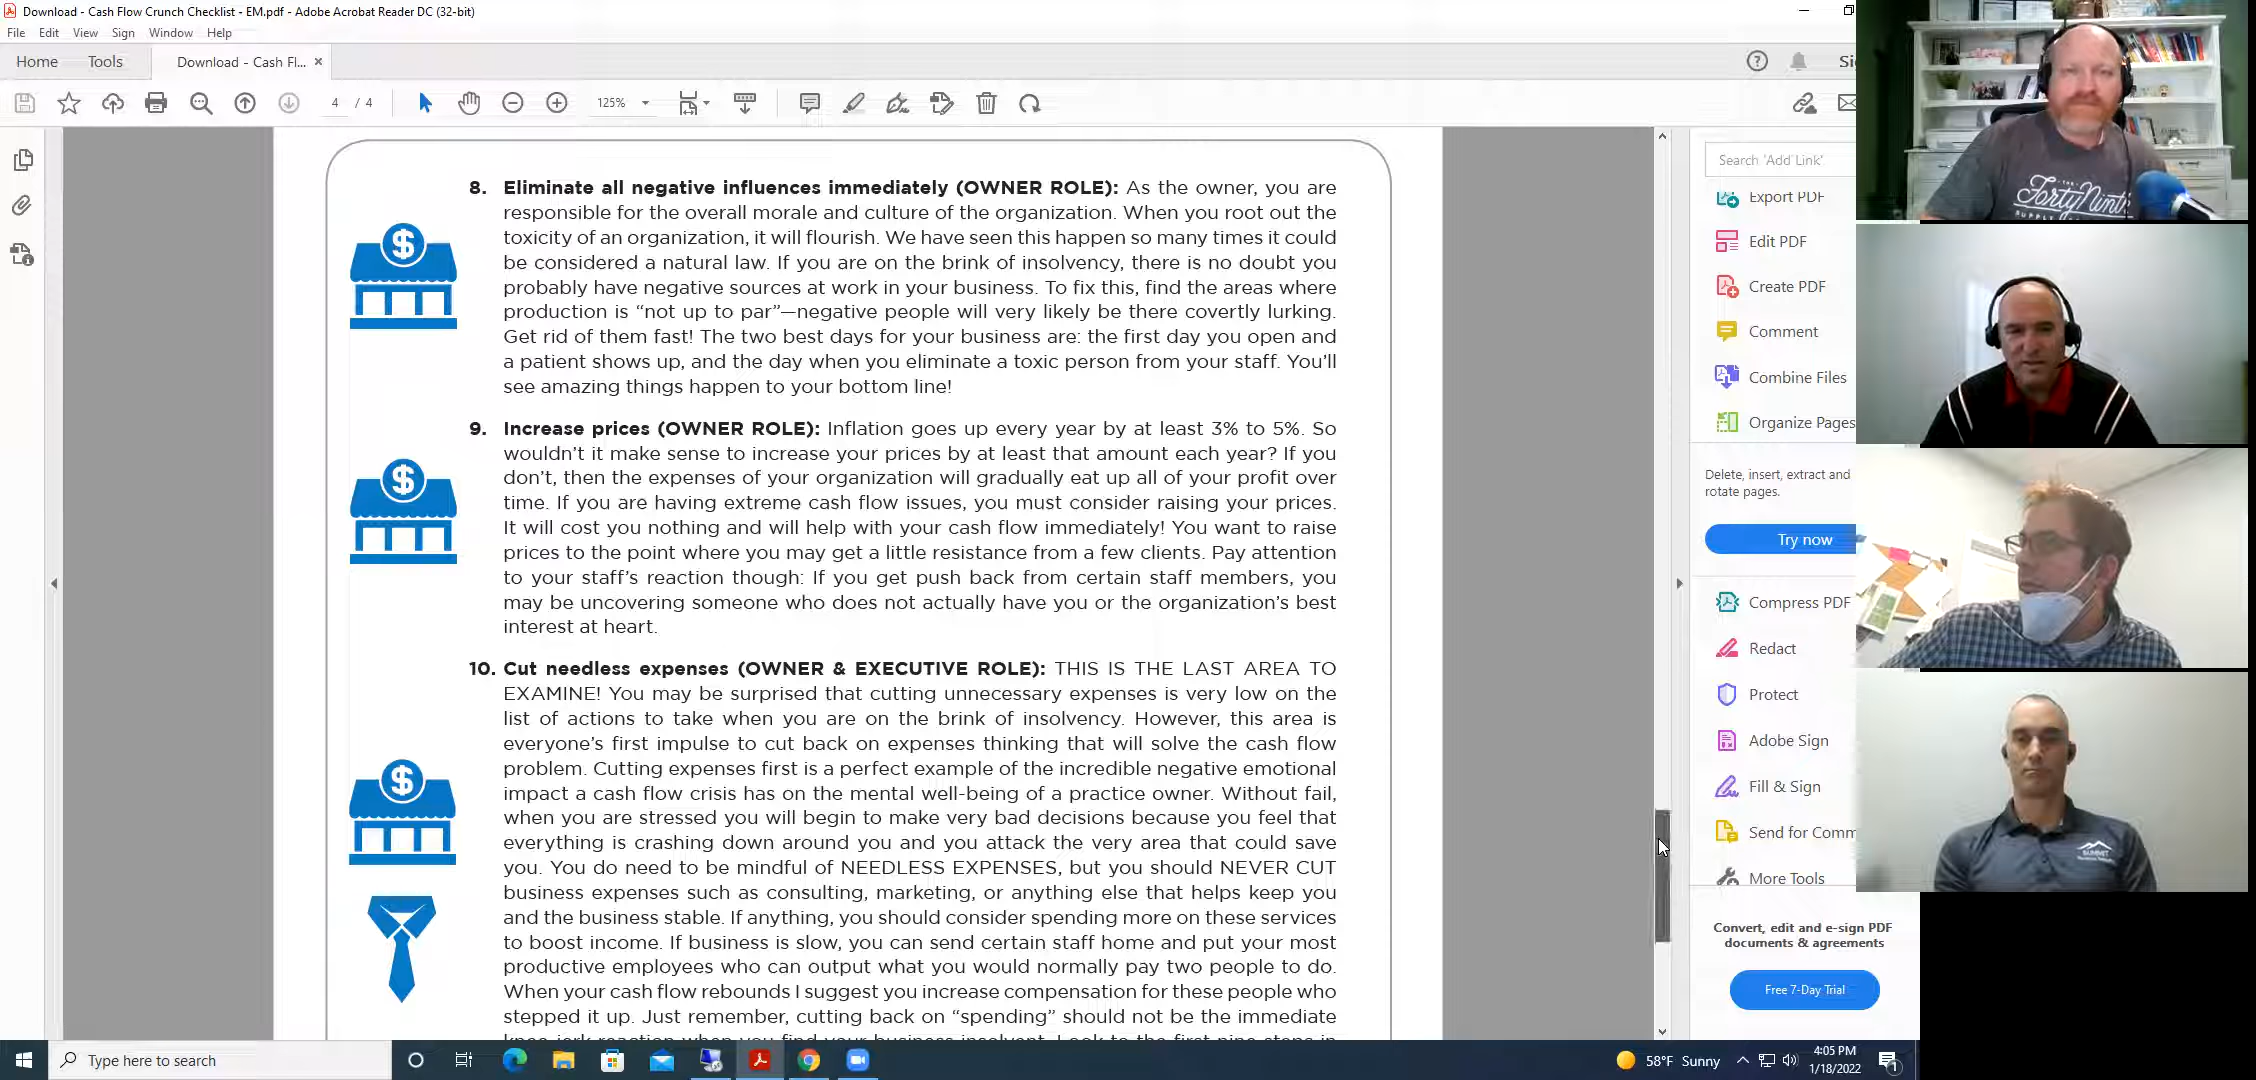 Download - Cash Flow Crunch Checklist - EM.pdf - Adobe Acrobat Reader DC (32-bit)
File Edit View Sign Window Help
Home Tools Download - Cash Fl...
4 / 4 125%
8. Eliminate all negative influences immediately (OWNER ROLE): As the owner, you are
responsible for the overall morale and culture of the organization. When you root out the
toxicity of an organization, it will flourish. We have seen this happen so many times it could
be considered a natural law. If you are on the brink of insolvency, there is no doubt you
probably have negative sources at work in your business. To fix this, find the areas where
production is “not up to par”—negative people will very likely be there covertly lurking.
Get rid of them fast! The two best days for your business are: the first day you open and
a patient shows up, and the day when you eliminate a toxic person from your staff. You’ll
see amazing things happen to your bottom line!
9. Increase prices (OWNER ROLE): Inflation goes up every year by at least 3% to 5%. So
wouldn’t it make sense to increase your prices by at least that amount each year? If you
don’t, then the expenses of your organization will gradually eat up all of your profit over
time. If you are having extreme cash flow issues, you must consider raising your prices.
It will cost you nothing and will help with your cash flow immediately! You want to raise
prices to the point where you may get a little resistance from a few clients. Pay attention
to your staff’s reaction though: If you get push back from certain staff members, you
may be uncovering someone who does not actually have you or the organization’s best
interest at heart.
10. Cut needless expenses (OWNER & EXECUTIVE ROLE): THIS IS THE LAST AREA TO
EXAMINE! You may be surprised that cutting unnecessary expenses is very low on the
list of actions to take when you are on the brink of insolvency. However, this area is
everyone’s first impulse to cut back on expenses thinking that will solve the cash flow
problem. Cutting expenses first is a perfect example of the incredible negative emotional
impact a cash flow crisis has on the mental well-being of a practice owner. Without fail,
when you are stressed you will begin to make very bad decisions because you feel that
everything is crashing down around you and you attack the very area that could save
you. You do need to be mindful of NEEDLESS EXPENSES, but you should NEVER CUT
business expenses such as consulting, marketing, or anything else that helps keep you
and the business stable. If anything, you should consider spending more on these services
to boost income. If business is slow, you can send certain staff home and put your most
productive employees who can output what you would normally pay two people to do.
When your cash flow rebounds I suggest you increase compensation for these people who
stepped it up. Just remember, cutting back on “spending” should not be the immediate
knee-jerk reaction when you find your business insolvent. Look to the first nine steps in
$
$
$
Search 'Add Link'
Export PDF
Edit PDF
Create PDF
Comment
Combine Files
Organize Pages
Delete, insert, extract and
rotate pages.
Try now
Compress PDF
Redact
Protect
Adobe Sign
Fill & Sign
Send for Comm
More Tools
Convert, edit and e-sign PDF
documents & agreements
Free 7-Day Trial
THE
FortyNinth
SUPPLY
SUMMIT
Type here to search
58°F Sunny
4:05 PM
1/18/2022
1